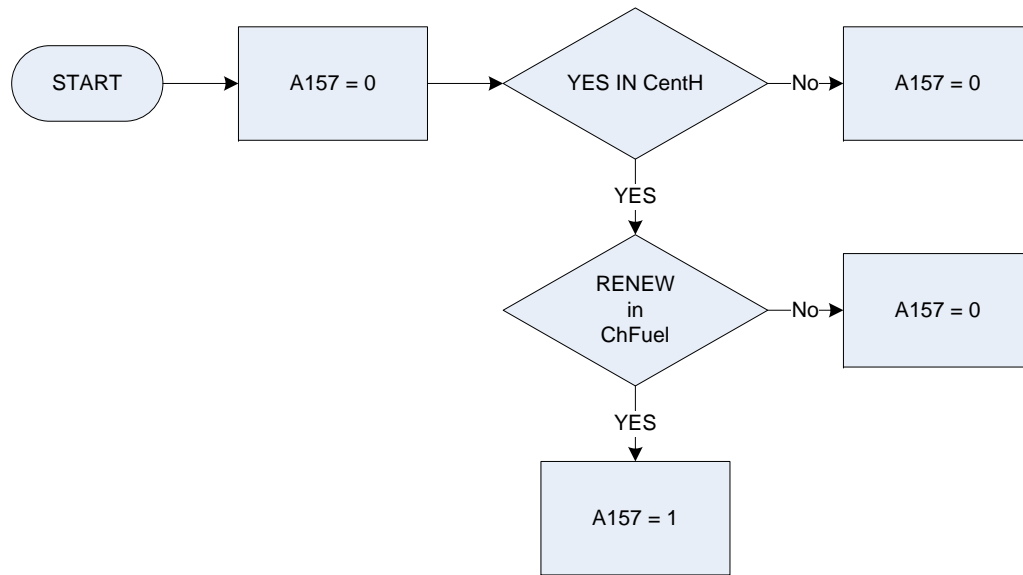 START
A157 = 0
YES IN CentH
No
A157 = 0
YES
RENEW
in
ChFuel
No
A157 = 0
YES
A157 = 1